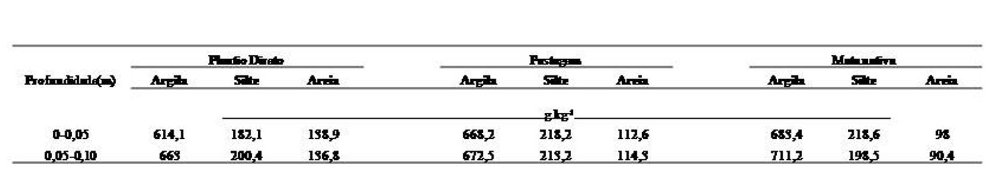 Plantio Direto Pastagem Mata nativa
Profundidade(m) Argila Silte Areia Argila Silte Areia Argila Silte Areia
g kg⁻¹
0-0,05 614,1 182,1 138,9 668,2 218,2 112,6 683,4 218,6 98
0,05-0,10 663 200,4 136,8 672,5 213,2 114,3 711,2 198,5 90,4